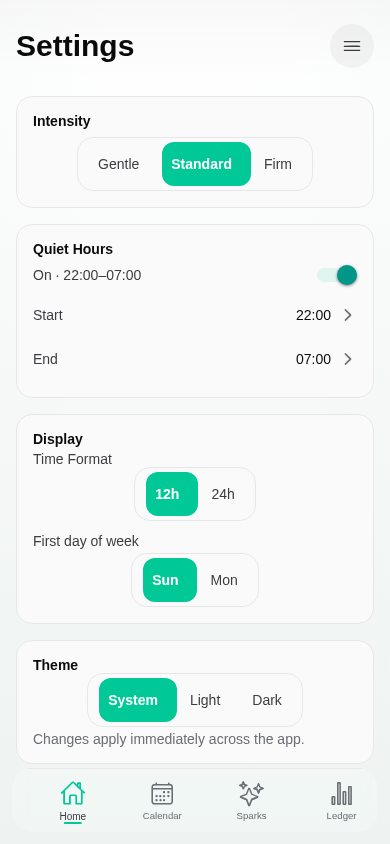 Settings
Intensity
Gentle Standard Firm
Quiet Hours
On · 22:00–07:00
Start 22:00
End 07:00
Display
Time Format
12h 24h
First day of week
Sun Mon
Theme
System Light Dark
Changes apply immediately across the app.
Home Calendar Sparks Ledger